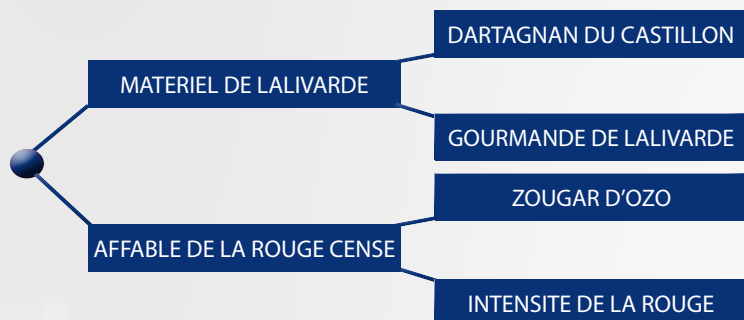 DARTAGNAN DU CASTILLON
MATERIEL DE LALIVARDE
GOURMANDE DE LALIVARDE
ZOUGAR D'OZO
AFFABLE DE LA ROUGE CENSE
INTENSITE DE LA ROUGE